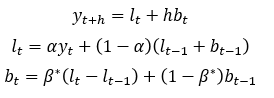 y_{t+h} = l_t + hb_t
l_t = αy_t + (1 − α)(l_{t−1} + b_{t−1})
b_t = β*(l_t − l_{t−1}) + (1 − β*)b_{t−1}